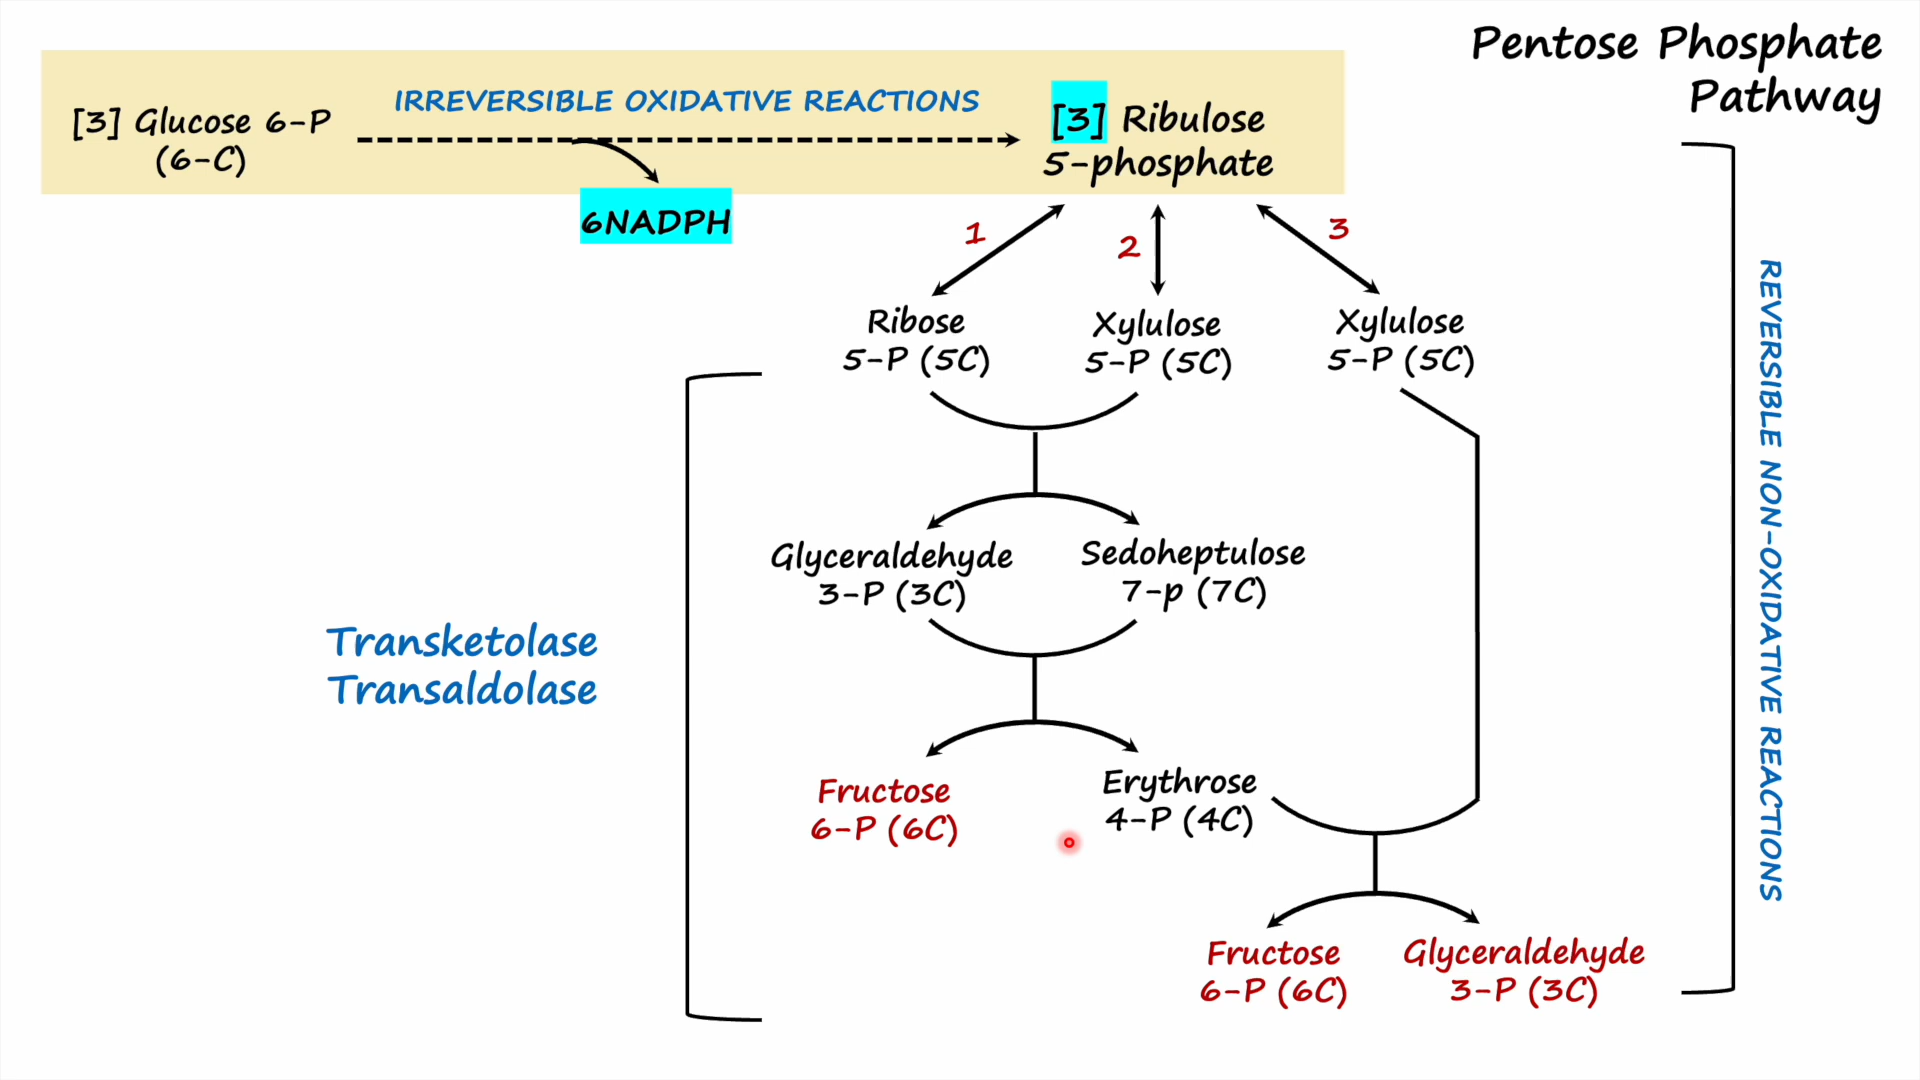 Pentose Phosphate
Pathway
IRREVERSIBLE OXIDATIVE REACTIONS
[3] Glucose 6-P
(6-C)
[3] Ribulose
5-phosphate
6NADPH
1
2
3
Ribose
5-P (5C)
Xylulose
5-P (5C)
Xylulose
5-P (5C)
Glyceraldehyde
3-P (3C)
Sedoheptulose
7-p (7C)
Transketolase
Transaldolase
Fructose
6-P (6C)
Erythrose
4-P (4C)
Fructose
6-P (6C)
Glyceraldehyde
3-P (3C)
REVERSIBLE NON-OXIDATIVE REACTIONS